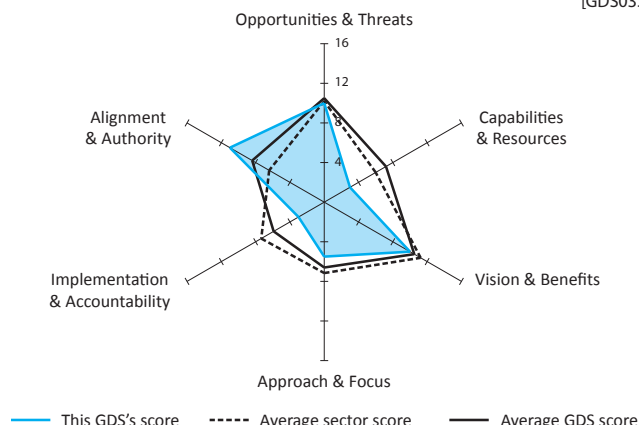 [GDS03
Opportunities & Threats
16
12
8
4
Alignment
& Authority
Capabilities
& Resources
Implementation
& Accountability
Vision & Benefits
Approach & Focus
This GDS's score
Average sector score
Average GDS score